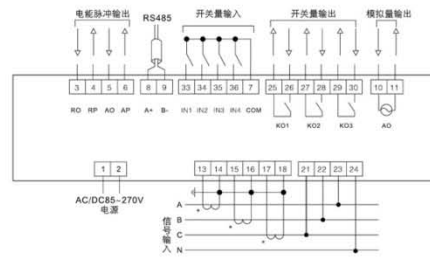 电能脉冲输出 RS485 开关量输入 开关量输出 模拟量输出
3 4 5 6 8 9 33 34 35 36 7 25 26 27 28 29 30 10 11
RO RP AO AP A+ B- IN1 IN2 IN3 IN4 COM KO1 KO2 KO3 AO
1 2 13 14 15 16 17 18 21 22 23 24
AC/DC85~270V
电源
信号输入
A
B
C
N
* * *